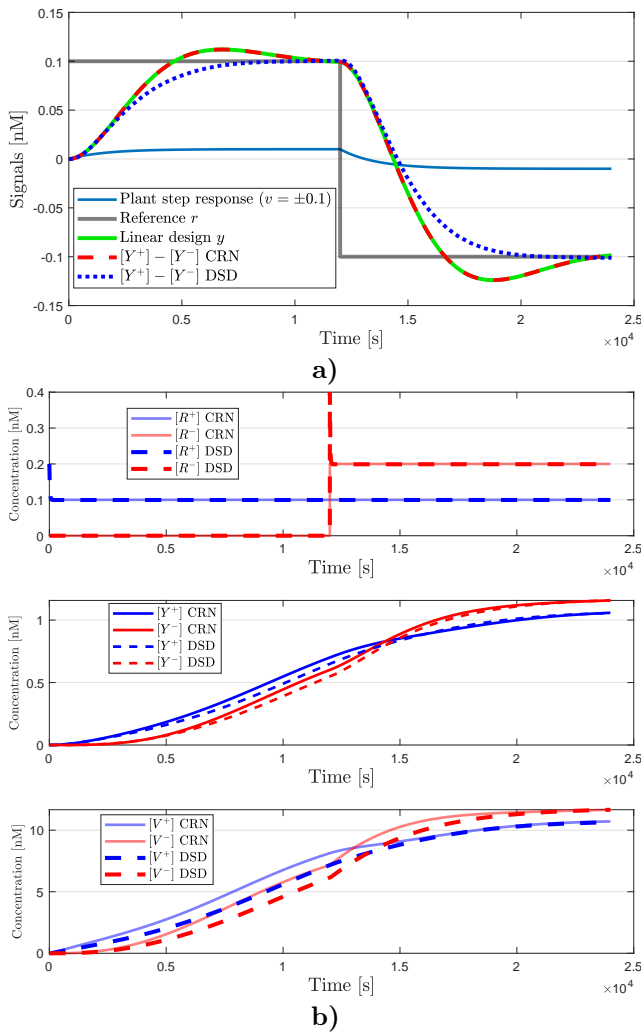 0.15
0.1
0.05
0
-0.05
-0.1
-0.15
Signals [nM]
Plant step response (v = ±0.1)
Reference r
Linear design y
[Y⁺] − [Y⁻] CRN
[Y⁺] − [Y⁻] DSD
0 0.5 1 1.5 2 2.5
Time [s]
×10⁴
a)
0.4
0.3
0.2
0.1
0
Concentration [nM]
[R⁺] CRN
[R⁻] CRN
[R⁺] DSD
[R⁻] DSD
0 0.5 1 1.5 2 2.5
Time [s]
×10⁴
1
0.5
0
Concentration [nM]
[Y⁺] CRN
[Y⁻] CRN
[Y⁺] DSD
[Y⁻] DSD
0 0.5 1 1.5 2 2.5
Time [s]
×10⁴
10
5
0
Concentration [nM]
[V⁺] CRN
[V⁻] CRN
[V⁺] DSD
[V⁻] DSD
0 0.5 1 1.5 2 2.5
Time [s]
×10⁴
b)